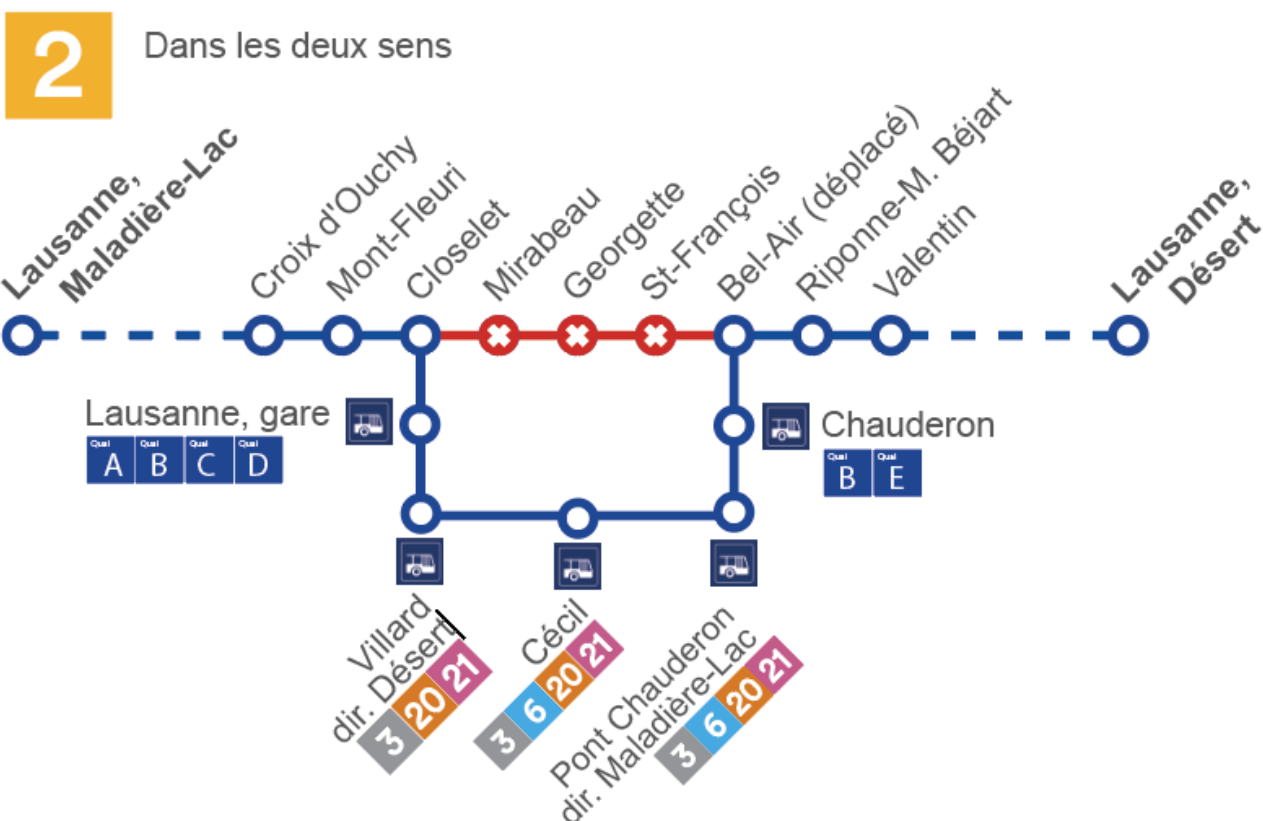 2
Dans les deux sens
Lausanne,
Maladière-Lac
Croix d'Ouchy
Mont-Fleuri
Closelet
Mirabeau
Georgette
St-François
Bel-Air (déplacé)
Riponne-M. Béjart
Valentin
Lausanne,
Désert
Lausanne, gare
Quai A Quai B Quai C Quai D
Chauderon
Quai B Quai E
Villard
dir. Désert
3 20 21
Cécil
3 6 20 21
Pont Chauderon
dir. Maladière-Lac
3 6 20 21